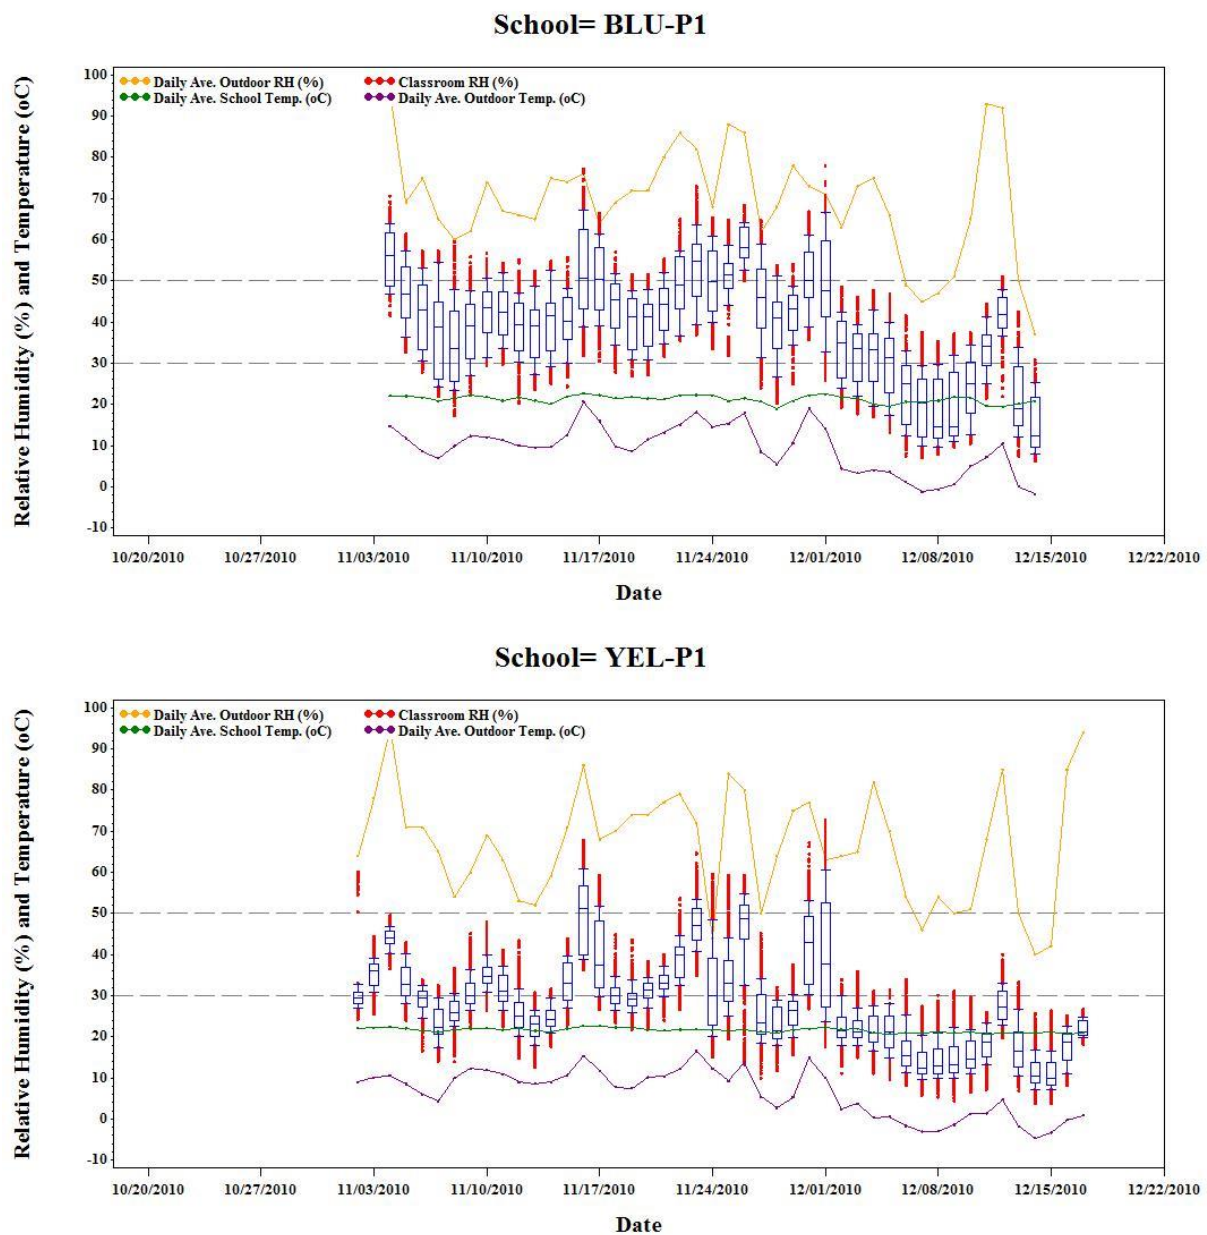 School= BLU-P1
Relative Humidity (%) and Temperature (oC)
Daily Ave. Outdoor RH (%) Classroom RH (%)
Daily Ave. School Temp. (oC) Daily Ave. Outdoor Temp. (oC)
100
90
80
70
60
50
40
30
20
10
0
-10
10/20/2010 10/27/2010 11/03/2010 11/10/2010 11/17/2010 11/24/2010 12/01/2010 12/08/2010 12/15/2010 12/22/2010
Date
School= YEL-P1
Relative Humidity (%) and Temperature (oC)
Daily Ave. Outdoor RH (%) Classroom RH (%)
Daily Ave. School Temp. (oC) Daily Ave. Outdoor Temp. (oC)
100
90
80
70
60
50
40
30
20
10
0
-10
10/20/2010 10/27/2010 11/03/2010 11/10/2010 11/17/2010 11/24/2010 12/01/2010 12/08/2010 12/15/2010 12/22/2010
Date